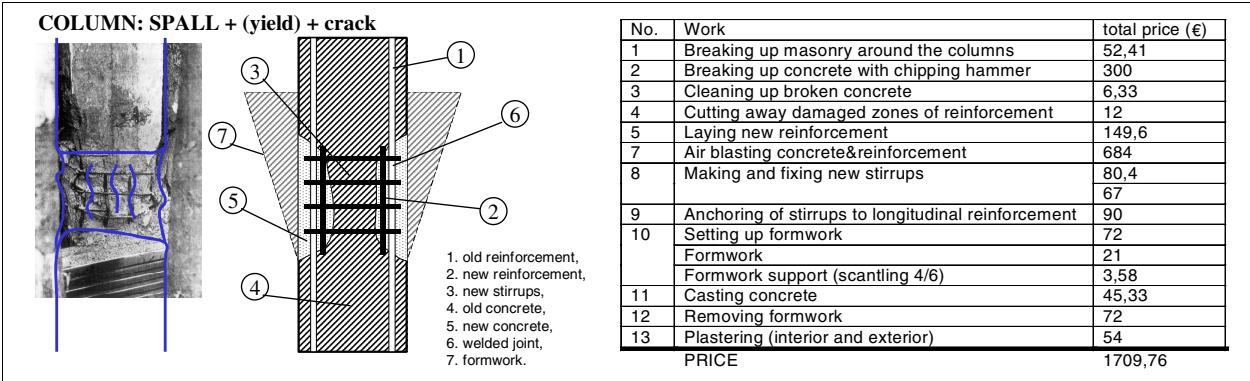 COLUMN: SPALL + (yield) + crack
1
3
6
7
5
2
4
1. old reinforcement,
2. new reinforcement,
3. new stirrups,
4. old concrete,
5. new concrete,
6. welded joint,
7. formwork.
No. Work total price (€)
1 Breaking up masonry around the columns 52,41
2 Breaking up concrete with chipping hammer 300
3 Cleaning up broken concrete 6,33
4 Cutting away damaged zones of reinforcement 12
5 Laying new reinforcement 149,6
7 Air blasting concrete&reinforcement 684
8 Making and fixing new stirrups 80,4
67
9 Anchoring of stirrups to longitudinal reinforcement 90
10 Setting up formwork 72
Formwork 21
Formwork support (scantling 4/6) 3,58
11 Casting concrete 45,33
12 Removing formwork 72
13 Plastering (interior and exterior) 54
PRICE 1709,76